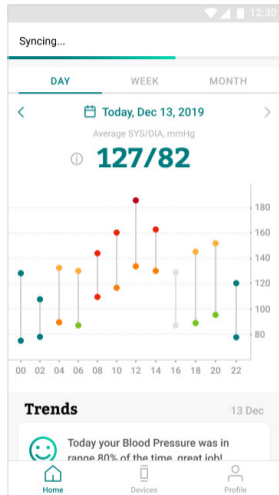 12:30
Syncing...
DAY WEEK MONTH
Today, Dec 13, 2019
Average SYS/DIA, mmHg
127/82
180
160
140
120
100
80
00 02 04 06 08 10 12 14 16 18 20 22
Trends 13 Dec
Today your Blood Pressure was in
range 80% of the time, great job!
Home Devices Profile